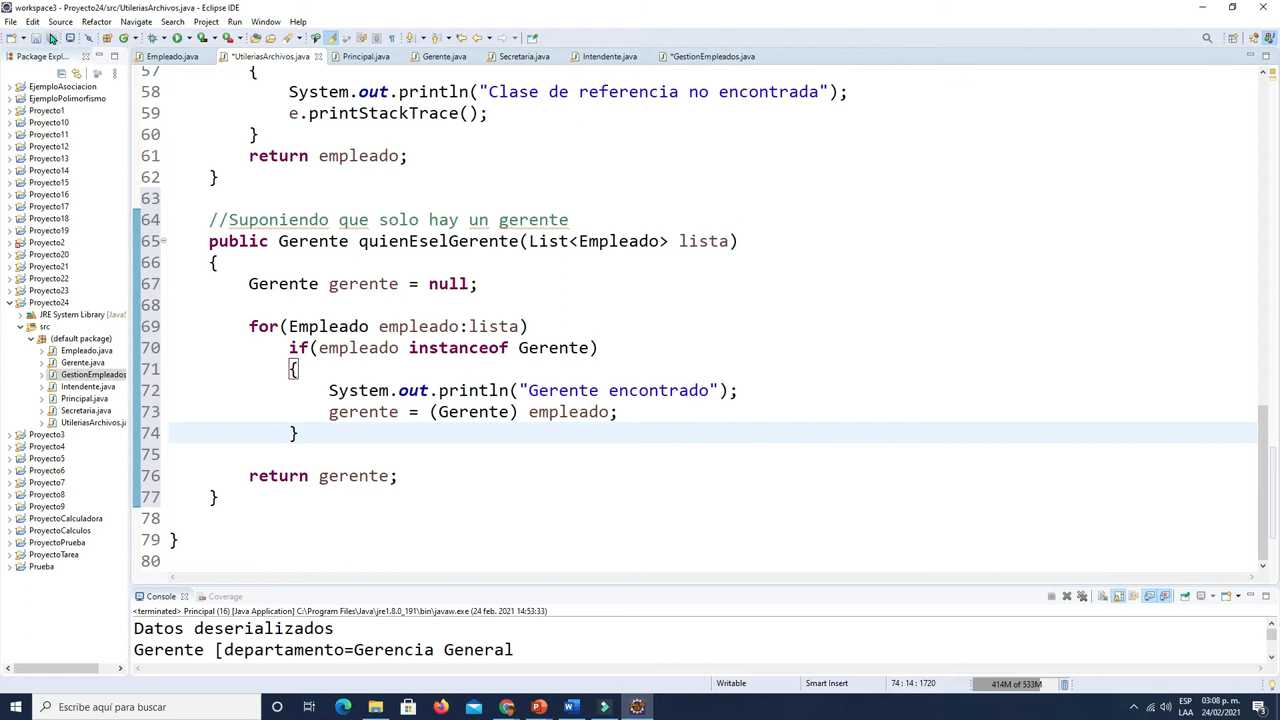 workspace3 - Proyecto24/src/UtileriasArchivos.java - Eclipse IDE
File Edit Source Refactor Navigate Search Project Run Window Help
Package Expl...
Empleado.java *UtileriasArchivos.java Principal.java Gerente.java Secretaria.java Intendente.java *GestionEmpleados.java
EjemploAsociacion
EjemploPolimorfismo
Proyecto1
Proyecto10
Proyecto11
Proyecto12
Proyecto13
Proyecto14
Proyecto15
Proyecto16
Proyecto17
Proyecto18
Proyecto19
Proyecto2
Proyecto20
Proyecto21
Proyecto22
Proyecto23
Proyecto24
JRE System Library [JavaS
src
(default package)
Empleado.java
Gerente.java
GestionEmpleados
Intendente.java
Principal.java
Secretaria.java
UtileriasArchivos.ja
Proyecto3
Proyecto4
Proyecto5
Proyecto6
Proyecto7
Proyecto8
Proyecto9
ProyectoCalculadora
ProyectoCalculos
ProyectoPrueba
ProyectoTarea
Prueba
57 {
58 System.out.println("Clase de referencia no encontrada");
59 e.printStackTrace();
60 }
61 return empleado;
62 }
63
64 //Suponiendo que solo hay un gerente
65 public Gerente quienEselGerente(List<Empleado> lista)
66 {
67 Gerente gerente = null;
68
69 for(Empleado empleado:lista)
70 if(empleado instanceof Gerente)
71 {
72 System.out.println("Gerente encontrado");
73 gerente = (Gerente) empleado;
74 }
75
76 return gerente;
77 }
78
79 }
80
Console Coverage
<terminated> Principal (16) [Java Application] C:\Program Files\Java\jre1.8.0_191\bin\javaw.exe (24 feb. 2021 14:53:33)
Datos deserializados
Gerente [departamento=Gerencia General
Writable Smart Insert 74 : 14 : 1720 414M of 533M
Escribe aquí para buscar
ESP 03:08 p. m.
LAA 24/02/2021
3